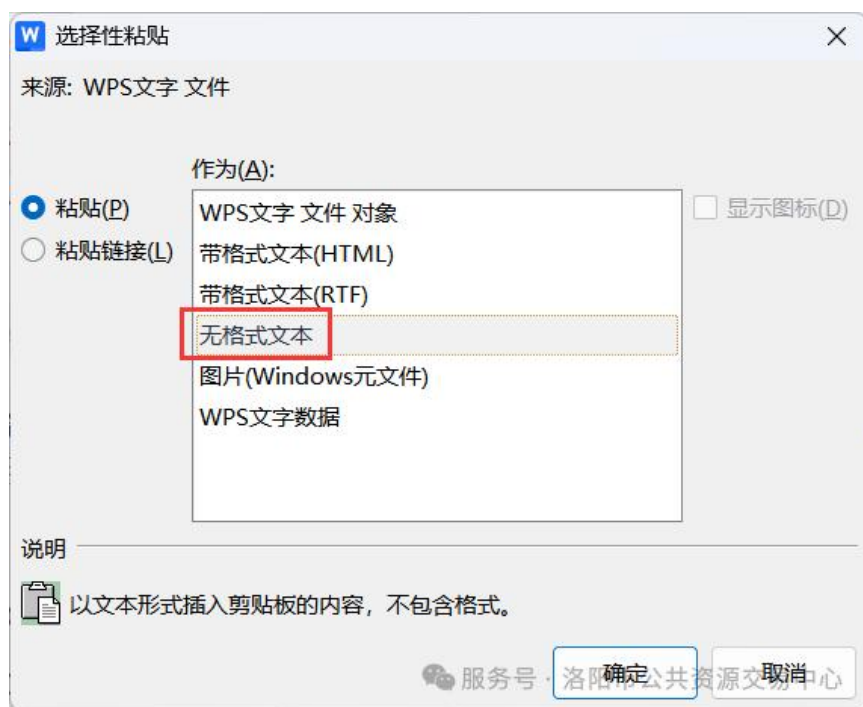 W 选择性粘贴
来源: WPS文字 文件
作为(A):
粘贴(P)
WPS文字 文件 对象
显示图标(D)
粘贴链接(L)
带格式文本(HTML)
带格式文本(RTF)
无格式文本
图片(Windows元文件)
WPS文字数据
说明
以文本形式插入剪贴板的内容，不包含格式。
确定
取消
服务号 · 洛阳市公共资源交易中心